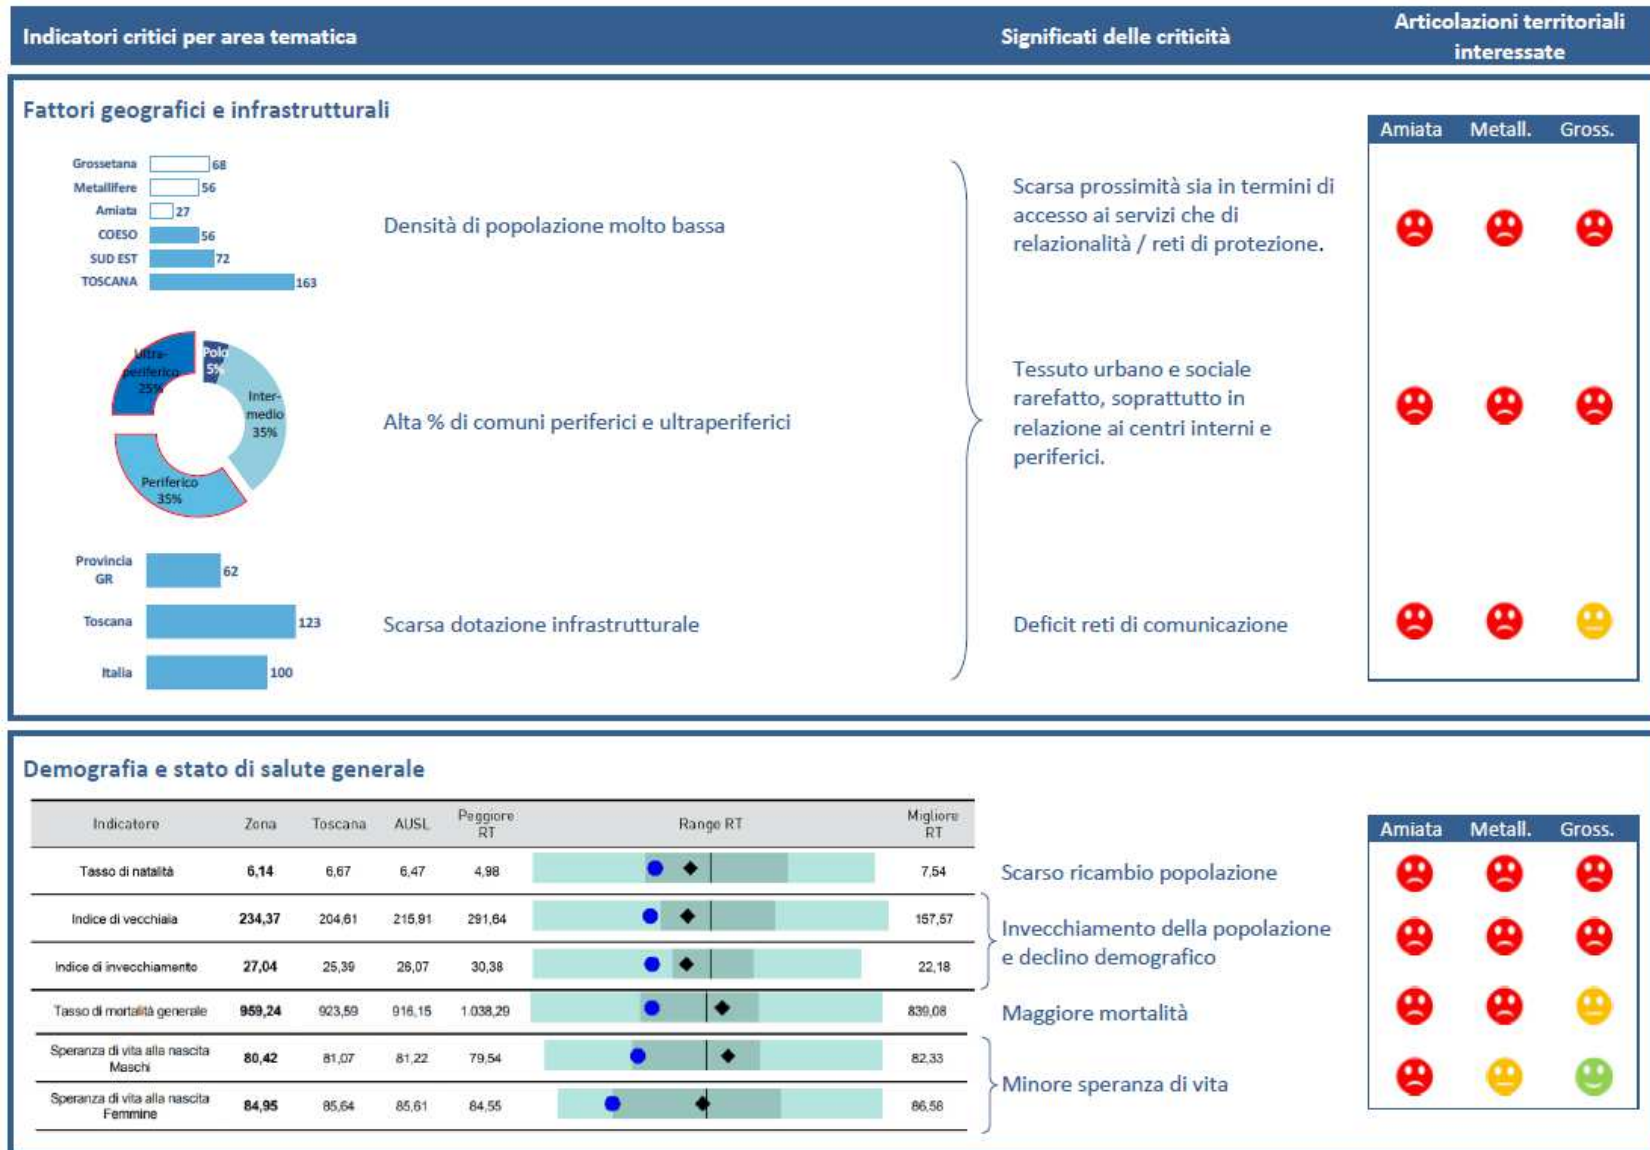 Indicatori critici per area tematica
Significati delle criticità
Articolazioni territoriali
interessate
Fattori geografici e infrastrutturali
Amiata Metall. Gross.
Grossetana 68
Metallifere 56
Amiata 27
COESO 56
SUD EST 72
TOSCANA 163
Densità di popolazione molto bassa
Scarsa prossimità sia in termini di
accesso ai servizi che di
relazionalità / reti di protezione.
Ultra-
periferico
25%
Polo
5%
Inter-
medio
35%
Periferico
35%
Alta % di comuni periferici e ultraperiferici
Tessuto urbano e sociale
rarefatto, soprattutto in
relazione ai centri interni e
periferici.
Provincia
GR
62
Toscana 123
Italia 100
Scarsa dotazione infrastrutturale
Deficit reti di comunicazione
Demografia e stato di salute generale
Indicatore Zona Toscana AUSL Peggiore
RT
Range RT Migliore
RT
Tasso di natalità 6,14 6,67 6,47 4,98 7,54
Indice di vecchiaia 234,37 204,61 215,91 291,64 157,57
Indice di invecchiamento 27,04 25,39 26,07 30,38 22,18
Tasso di mortalità generale 959,24 923,59 916,15 1.038,29 839,08
Speranza di vita alla nascita
Maschi
80,42 81,07 81,22 79,54 82,33
Speranza di vita alla nascita
Femmine
84,95 85,64 85,61 84,55 86,58
Amiata Metall. Gross.
Scarso ricambio popolazione
Invecchiamento della popolazione
e declino demografico
Maggiore mortalità
Minore speranza di vita